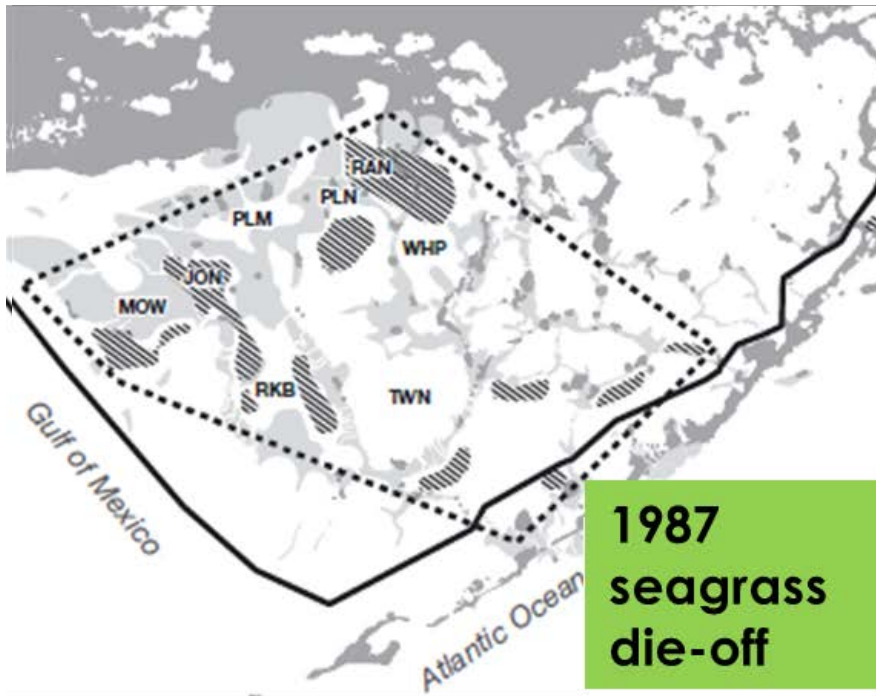 RAN
PLN
PLM
WHP
JON
MOW
RKB
TWN
Gulf of Mexico
Atlantic Ocean
1987
seagrass
die-off